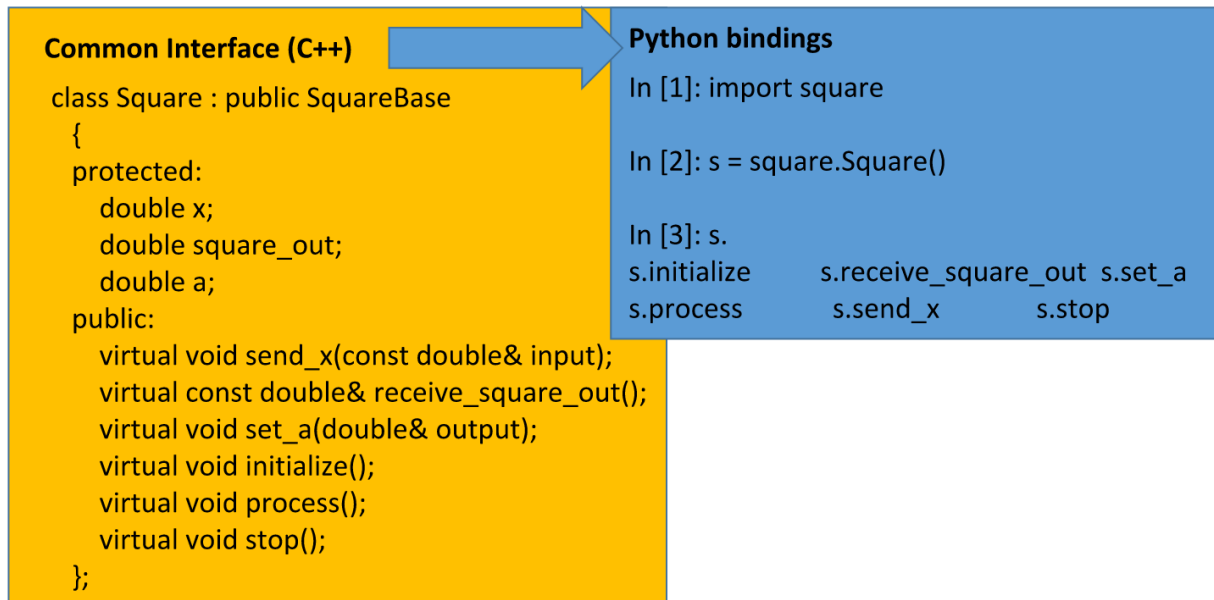 Common Interface (C++)
class Square : public SquareBase
{
protected:
double x;
double square_out;
double a;
public:
virtual void send_x(const double& input);
virtual const double& receive_square_out();
virtual void set_a(double& output);
virtual void initialize();
virtual void process();
virtual void stop();
};
Python bindings
In [1]: import square
In [2]: s = square.Square()
In [3]: s.
s.initialize s.receive_square_out s.set_a
s.process s.send_x s.stop